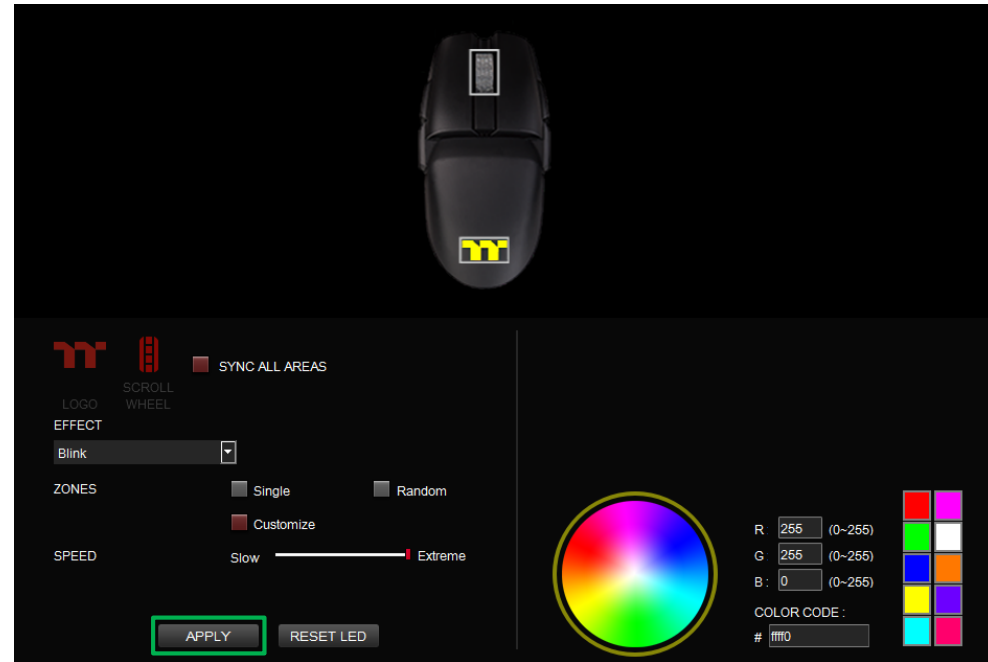 SYNC ALL AREAS
SCROLL
LOGO WHEEL
EFFECT
Blink
ZONES Single Random
Customize
SPEED Slow Extreme
APPLY RESET LED
R 255 (0~255)
G 255 (0~255)
B : 0 (0~255)
COLOR CODE :
# ffff0